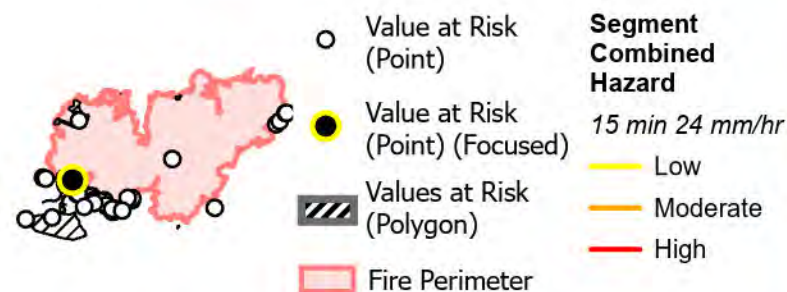 Value at Risk
(Point)
Value at Risk
(Point) (Focused)
Values at Risk
(Polygon)
Fire Perimeter
Segment
Combined
Hazard
15 min 24 mm/hr
Low
Moderate
High